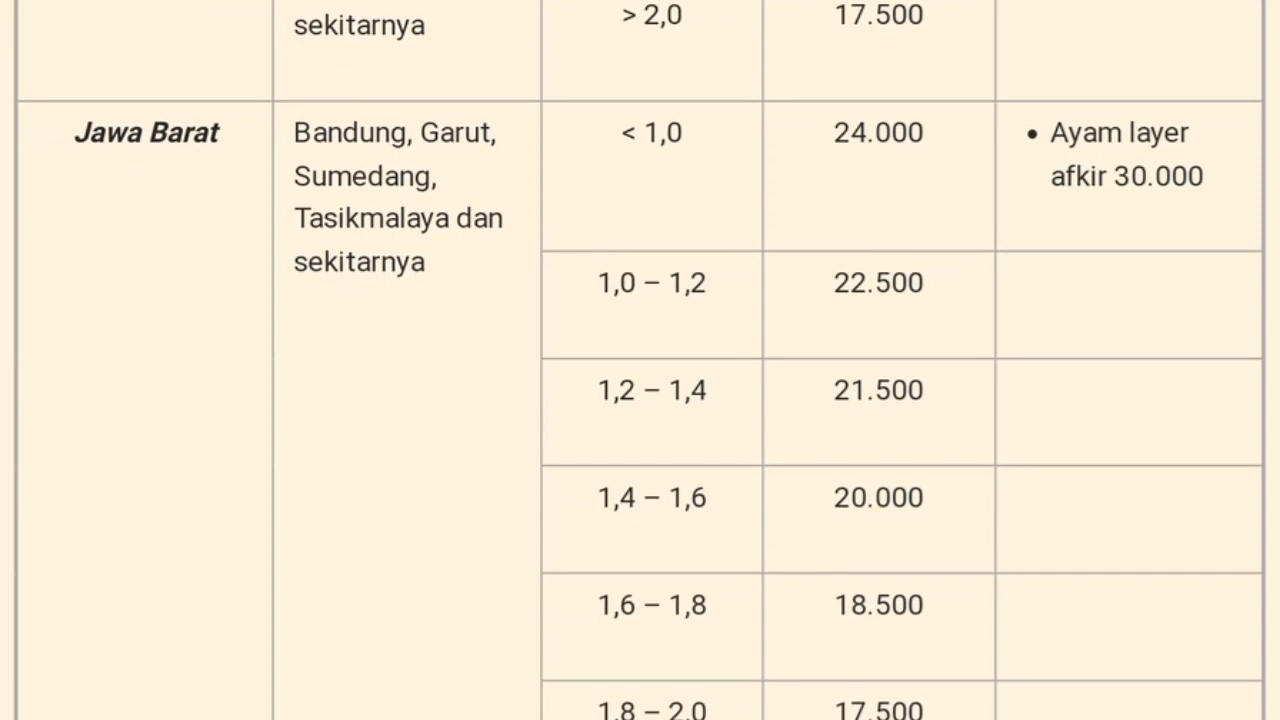 sekitarnya
> 2,0
17.500
Jawa Barat
Bandung, Garut,
Sumedang,
Tasikmalaya dan
sekitarnya
< 1,0
24.000
• Ayam layer
afkir 30.000
1,0 – 1,2
22.500
1,2 – 1,4
21.500
1,4 – 1,6
20.000
1,6 – 1,8
18.500
1,8 – 2,0
17.500